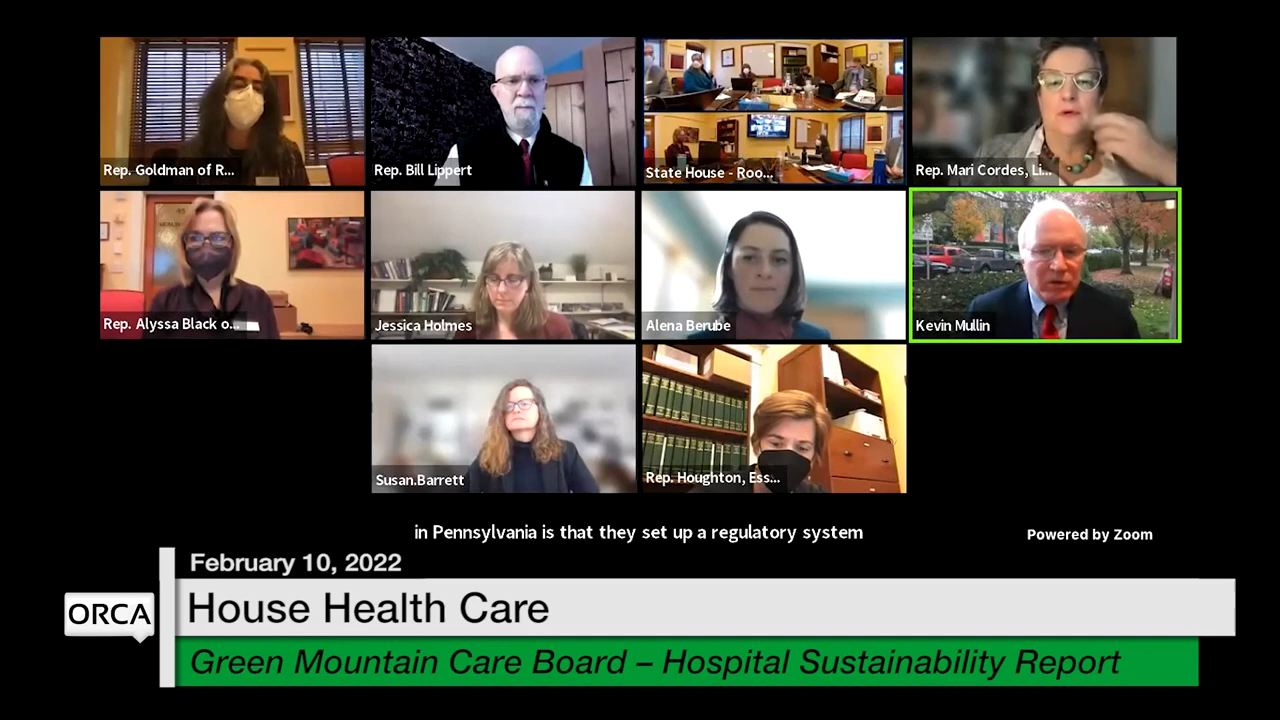 Rep. Goldman of R...
Rep. Bill Lippert
State House - Roo...
Rep. Mari Cordes, Li...
Rep. Alyssa Black o...
Jessica Holmes
Alena Berube
Kevin Mullin
Susan.Barrett
Rep. Houghton, Ess...
in Pennsylvania is that they set up a regulatory system
Powered by Zoom
February 10, 2022
ORCA
House Health Care
Green Mountain Care Board – Hospital Sustainability Report